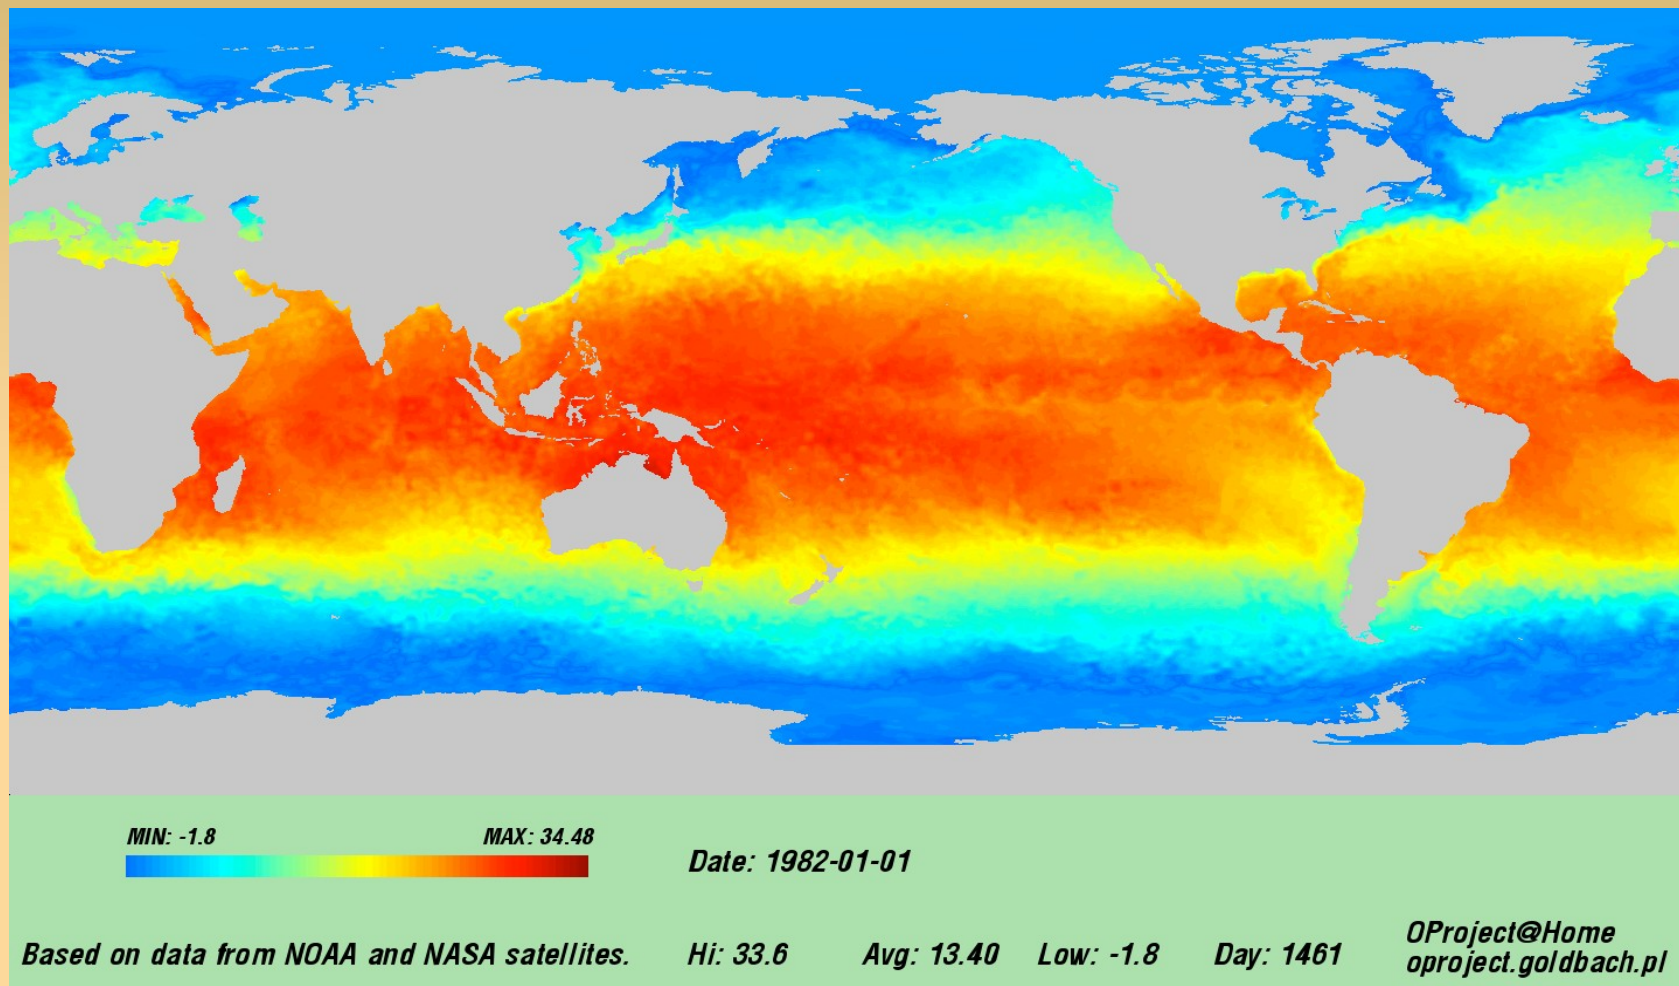 MIN: -1.8 MAX: 34.48
Date: 1982-01-01
Based on data from NOAA and NASA satellites. Hi: 33.6 Avg: 13.40 Low: -1.8 Day: 1461
OProject@Home
oproject.goldbach.pl